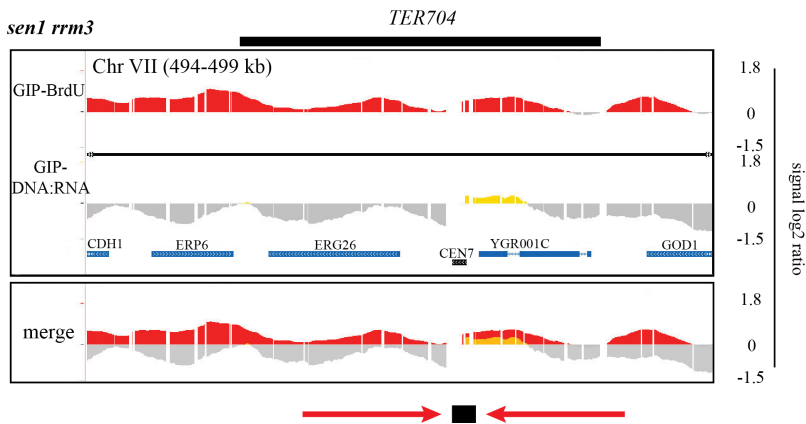 TER704
sen1 rrm3
Chr VII (494-499 kb)
GIP-BrdU
1.8
0
-1.5
GIP-
DNA:RNA
1.8
0
-1.5
CDH1
ERP6
ERG26
CEN7
YGR001C
GOD1
signal log2 ratio
merge
1.8
0
-1.5